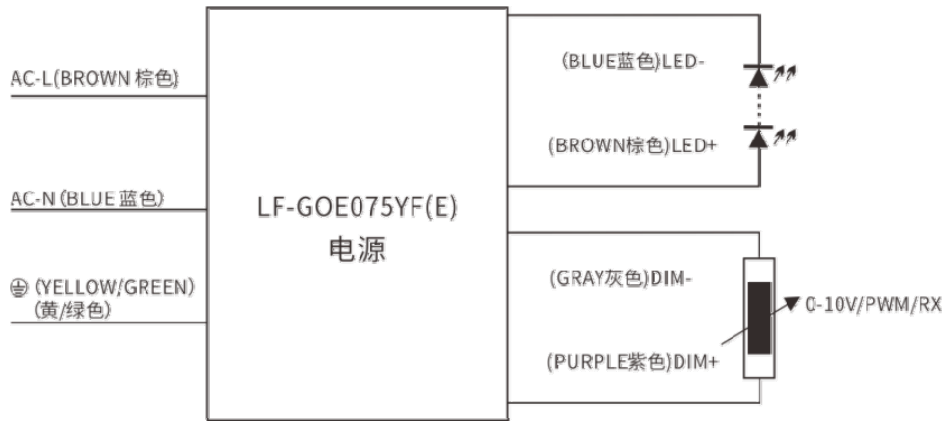 AC-L(BROWN 棕色)
AC-N(BLUE 蓝色)
(YELLOW/GREEN)
(黄/绿色)
LF-GOE075YF(E)
电源
(BLUE蓝色)LED-
(BROWN棕色)LED+
(GRAY灰色)DIM-
(PURPLE紫色)DIM+
0-10V/PWM/RX